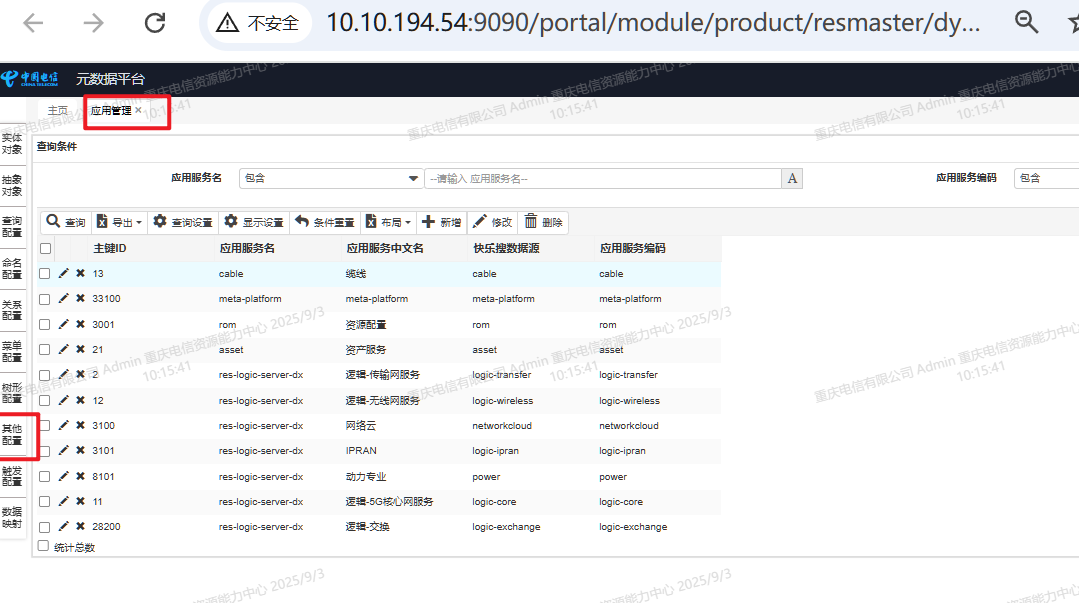 不安全 10.10.194.54:9090/portal/module/product/resmaster/dy...
中国电信 CHINA TELECOM 元数据平台
主页 应用管理 ×
实体对象
抽象对象
查询配置
命名配置
关系配置
菜单配置
树形配置
其他配置
触发配置
数据映射
查询条件
应用服务名 包含 --请输入 应用服务名-- A 应用服务编码 包含
查询 导出 查询设置 显示设置 条件重置 布局 新增 修改 删除
主键ID 应用服务名 应用服务中文名 快乐搜数据源 应用服务编码
13 cable 缆线 cable cable
33100 meta-platform meta-platform meta-platform meta-platform
3001 rom 资源配置 rom rom
21 asset 资产服务 asset asset
2 res-logic-server-dx 逻辑-传输网服务 logic-transfer logic-transfer
12 res-logic-server-dx 逻辑-无线网服务 logic-wireless logic-wireless
3100 res-logic-server-dx 网络云 networkcloud networkcloud
3101 res-logic-server-dx IPRAN logic-ipran logic-ipran
8101 res-logic-server-dx 动力专业 power power
11 res-logic-server-dx 逻辑-5G核心网服务 logic-core logic-core
28200 res-logic-server-dx 逻辑-交换 logic-exchange logic-exchange
统计总数
重庆电信有限公司 Admin 重庆电信资源能力中心 2025/9/3
10:15:41